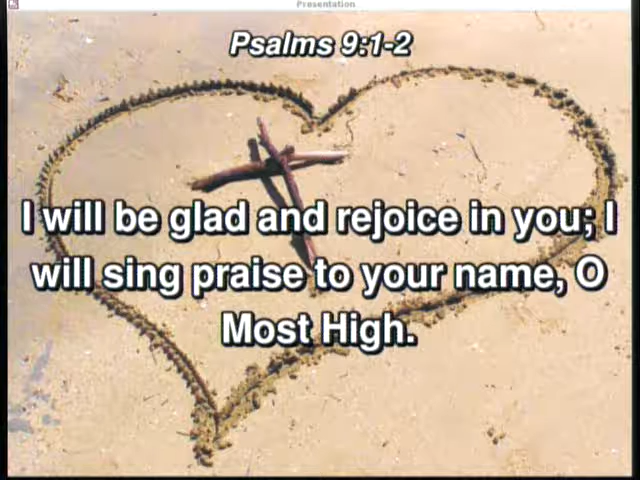 Presentation
Psalms 9:1-2
I will be glad and rejoice in you; I
will sing praise to your name, O
Most High.